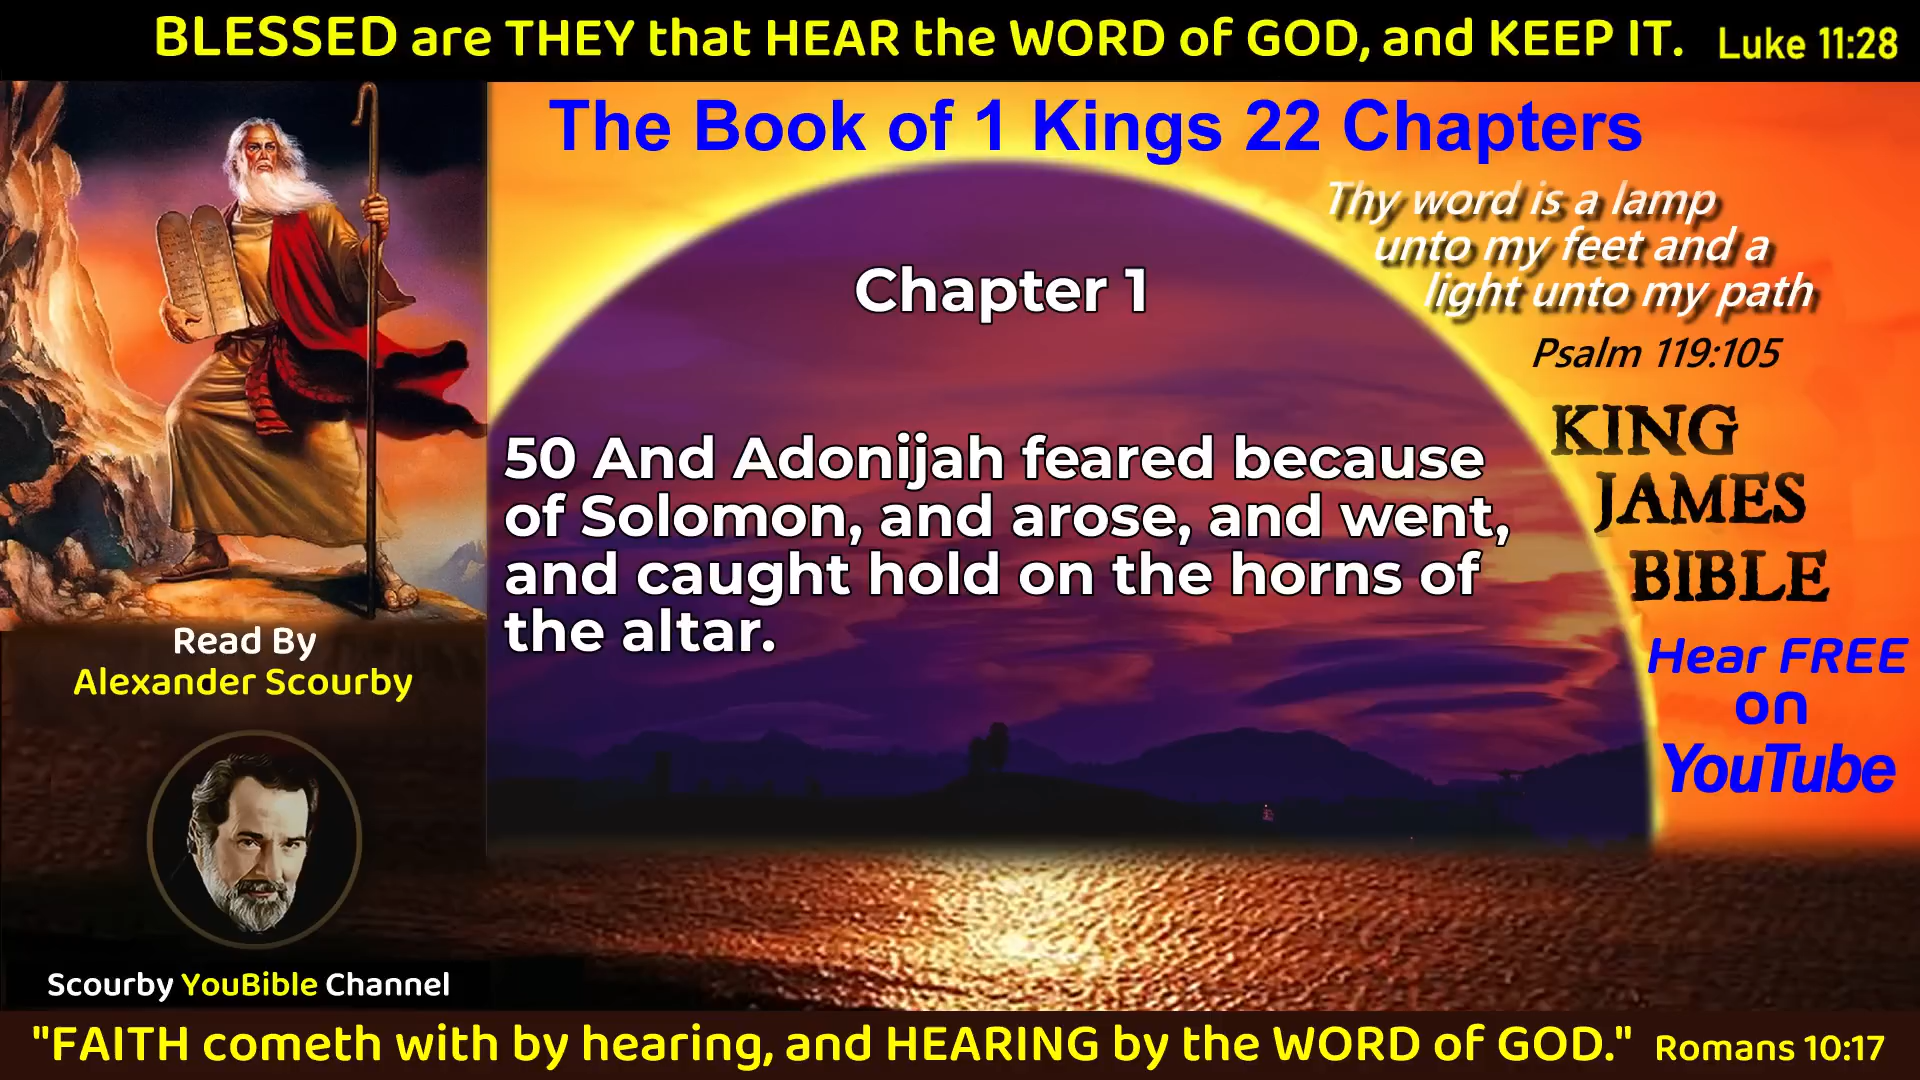 BLESSED are THEY that HEAR the WORD of GOD, and KEEP IT. Luke 11:28
The Book of 1 Kings 22 Chapters
Thy word is a lamp
unto my feet and a
light unto my path
Psalm 119:105
Chapter 1
50 And Adonijah feared because
of Solomon, and arose, and went,
and caught hold on the horns of
the altar.
KING
JAMES
BIBLE
Hear FREE
on
YouTube
Read By
Alexander Scourby
Scourby YouBible Channel
"FAITH cometh with by hearing, and HEARING by the WORD of GOD." Romans 10:17